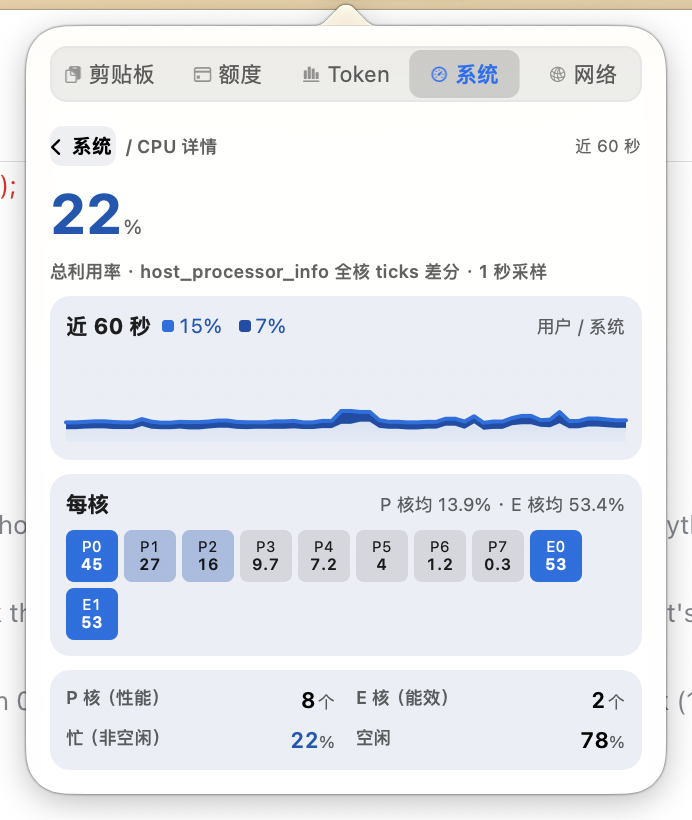 剪贴板 额度 Token 系统 网络
系统 / CPU 详情 近 60 秒
);
22%
总利用率 · host_processor_info 全核 ticks 差分 · 1 秒采样
近 60 秒 15% 7% 用户 / 系统
每核 P 核均 13.9% · E 核均 53.4%
P0 P1 P2 P3 P4 P5 P6 P7 E0
45 27 16 9.7 7.2 4 1.2 0.3 53
E1
53
P 核（性能） 8个 E 核（能效） 2个
忙（非空闲） 22% 空闲 78%